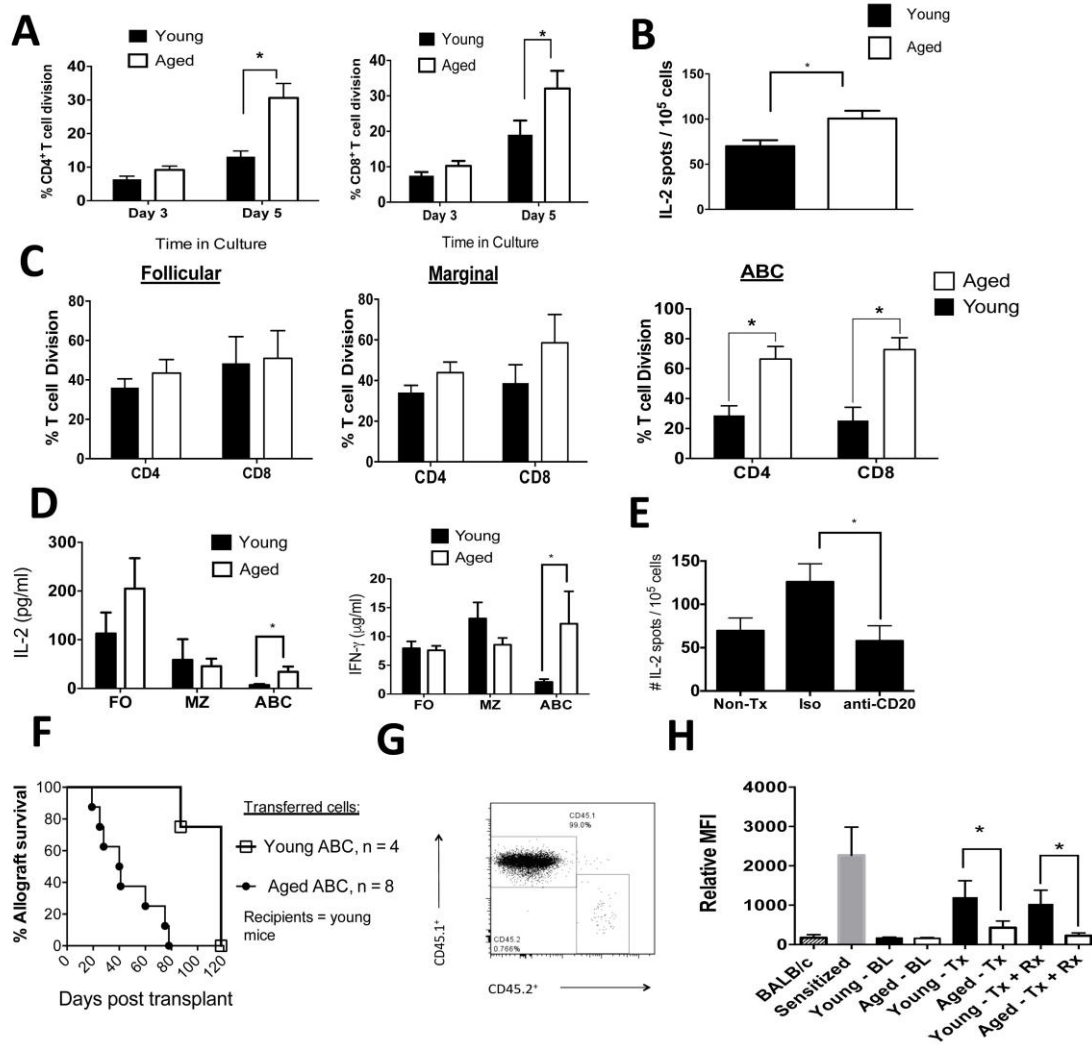 A
Young
Aged
*
% CD4+ T cell division
40
30
20
10
0
Day 3
Day 5
Time in Culture
Young
Aged
*
% CD8+ T cell division
40
30
20
10
0
Day 3
Day 5
Time in Culture
B
Young
Aged
*
IL-2 spots / 10⁵ cells
150
100
50
0
C
Follicular
% T cell Division
80
60
40
20
0
CD4
CD8
Marginal
% T cell Division
80
60
40
20
0
CD4
CD8
ABC
Aged
Young
*
*
% T cell Division
100
80
60
40
20
0
CD4
CD8
D
Young
Aged
*
IL-2 (pg/ml)
300
200
100
0
FO
MZ
ABC
Young
Aged
*
IFN-γ (μg/ml)
20
15
10
5
0
FO
MZ
ABC
E
*
# IL-2 spots / 10⁵ cells
150
100
50
0
Non-Tx
Iso
anti-CD20
F
% Allograft survival
100
80
60
40
20
0
0
20
40
60
80
100
120
Days post transplant
Transferred cells:
Young ABC, n = 4
Aged ABC, n = 8
Recipients = young
mice
G
CD45.1
99.0%
CD45.2
0.766%
CD45.1+
CD45.2+
H
*
*
Relative MFI
4000
3000
2000
1000
0
BALB/c
Sensitized
Young - BL
Aged - BL
Young - Tx
Aged - Tx
Young - Tx + Rx
Aged - Tx + Rx